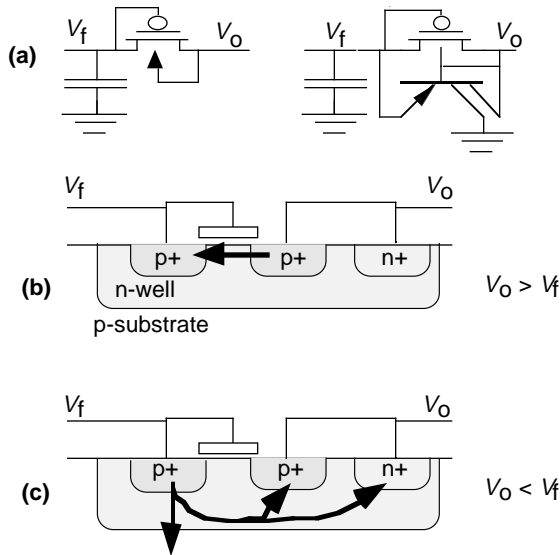 (a) Vf Vo Vf Vo
Vf Vo
p+ p+ n+
(b) n-well Vo > Vf
p-substrate
Vf Vo
p+ p+ n+
(c) Vo < Vf